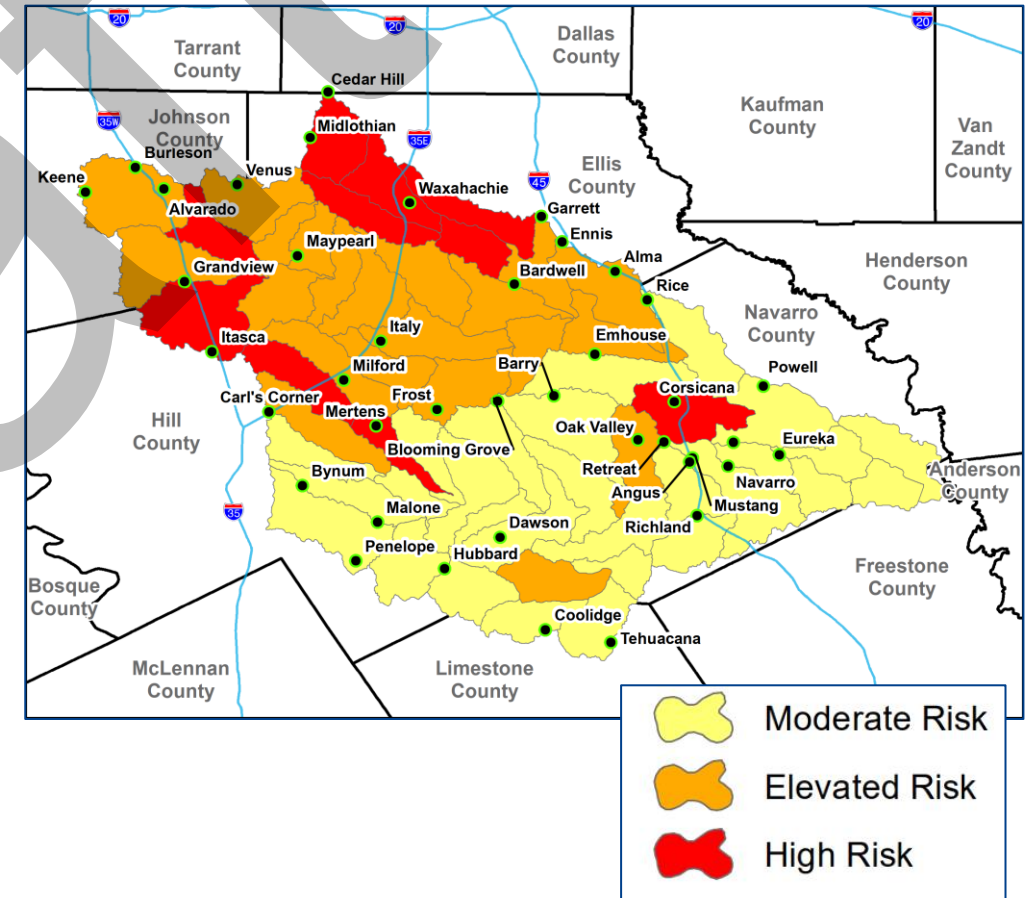 20
20
20
Tarrant
County
Dallas
County
Cedar Hill
Kaufman
County
Van
Zandt
County
35W
Johnson
County
Midlothian
35E
Burleson
Venus
Ellis
County
45
Keene
Waxahachie
Alvarado
Garrett
Ennis
Maypearl
Alma
Henderson
County
Grandview
Bardwell
Rice
Navarro
County
Italy
Emhouse
Itasca
Barry
Powell
Milford
Corsicana
Carl's Corner
Frost
Mertens
Hill
County
Oak Valley
Eureka
Blooming Grove
Retreat
Anderson
County
Bynum
Angus
Navarro
Mustang
35
Malone
Dawson
Richland
Penelope
Hubbard
Freestone
County
Bosque
County
Coolidge
Tehuacana
McLennan
County
Limestone
County
Moderate Risk
Elevated Risk
High Risk